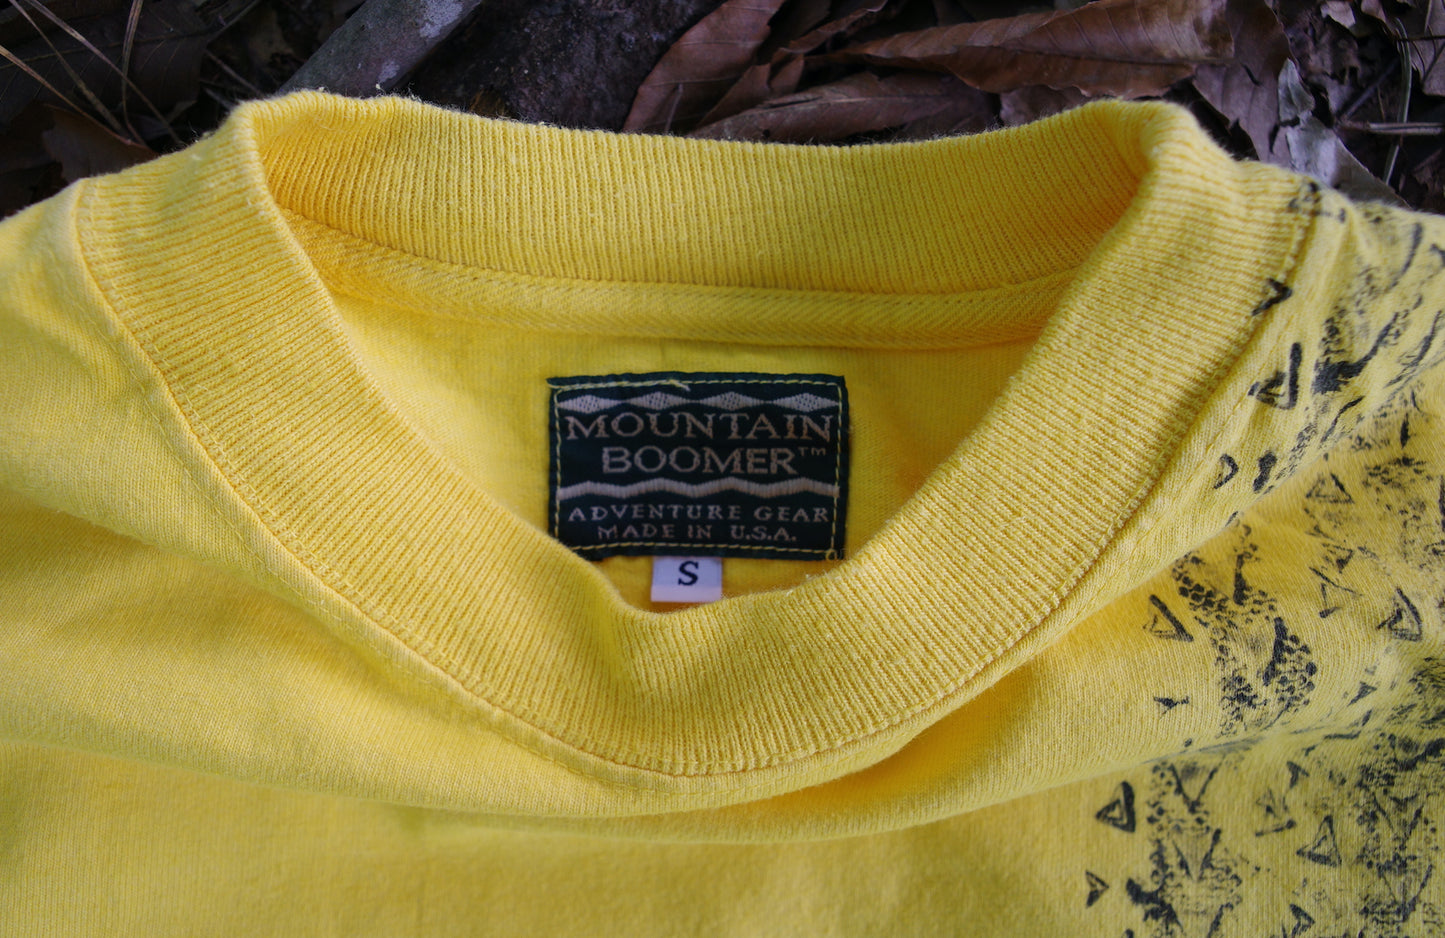 MOUNTAIN
BOOMER™
ADVENTURE GEAR
MADE IN U.S.A.
S